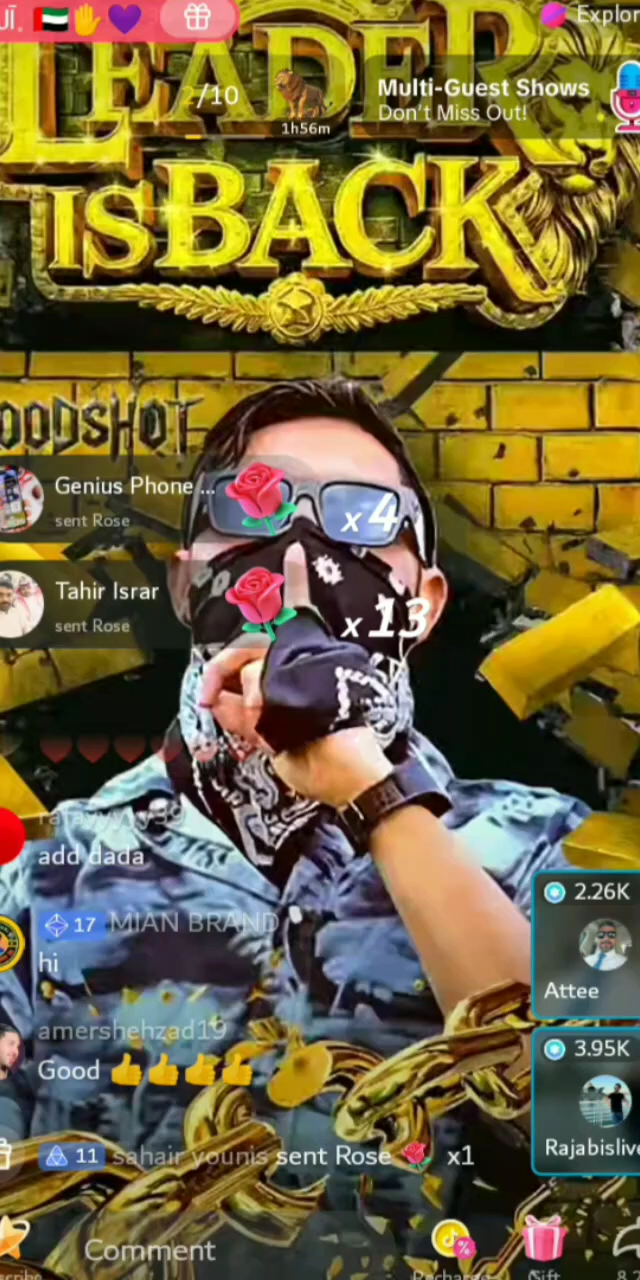 Explor
LEADER
2/10
1h56m
Multi-Guest Shows
Don't Miss Out!
IS BACK
OODSHOT
Genius Phone ...
sent Rose
x4
Tahir Israr
sent Rose
x13
add dada
17 MIAN BRAND
hi
amershehzad19
Good 👍👍👍👍
11 sahair younis sent Rose 🌹 x1
2.26K
Attee
3.95K
Rajabislive
Comment
Recharge
Gift